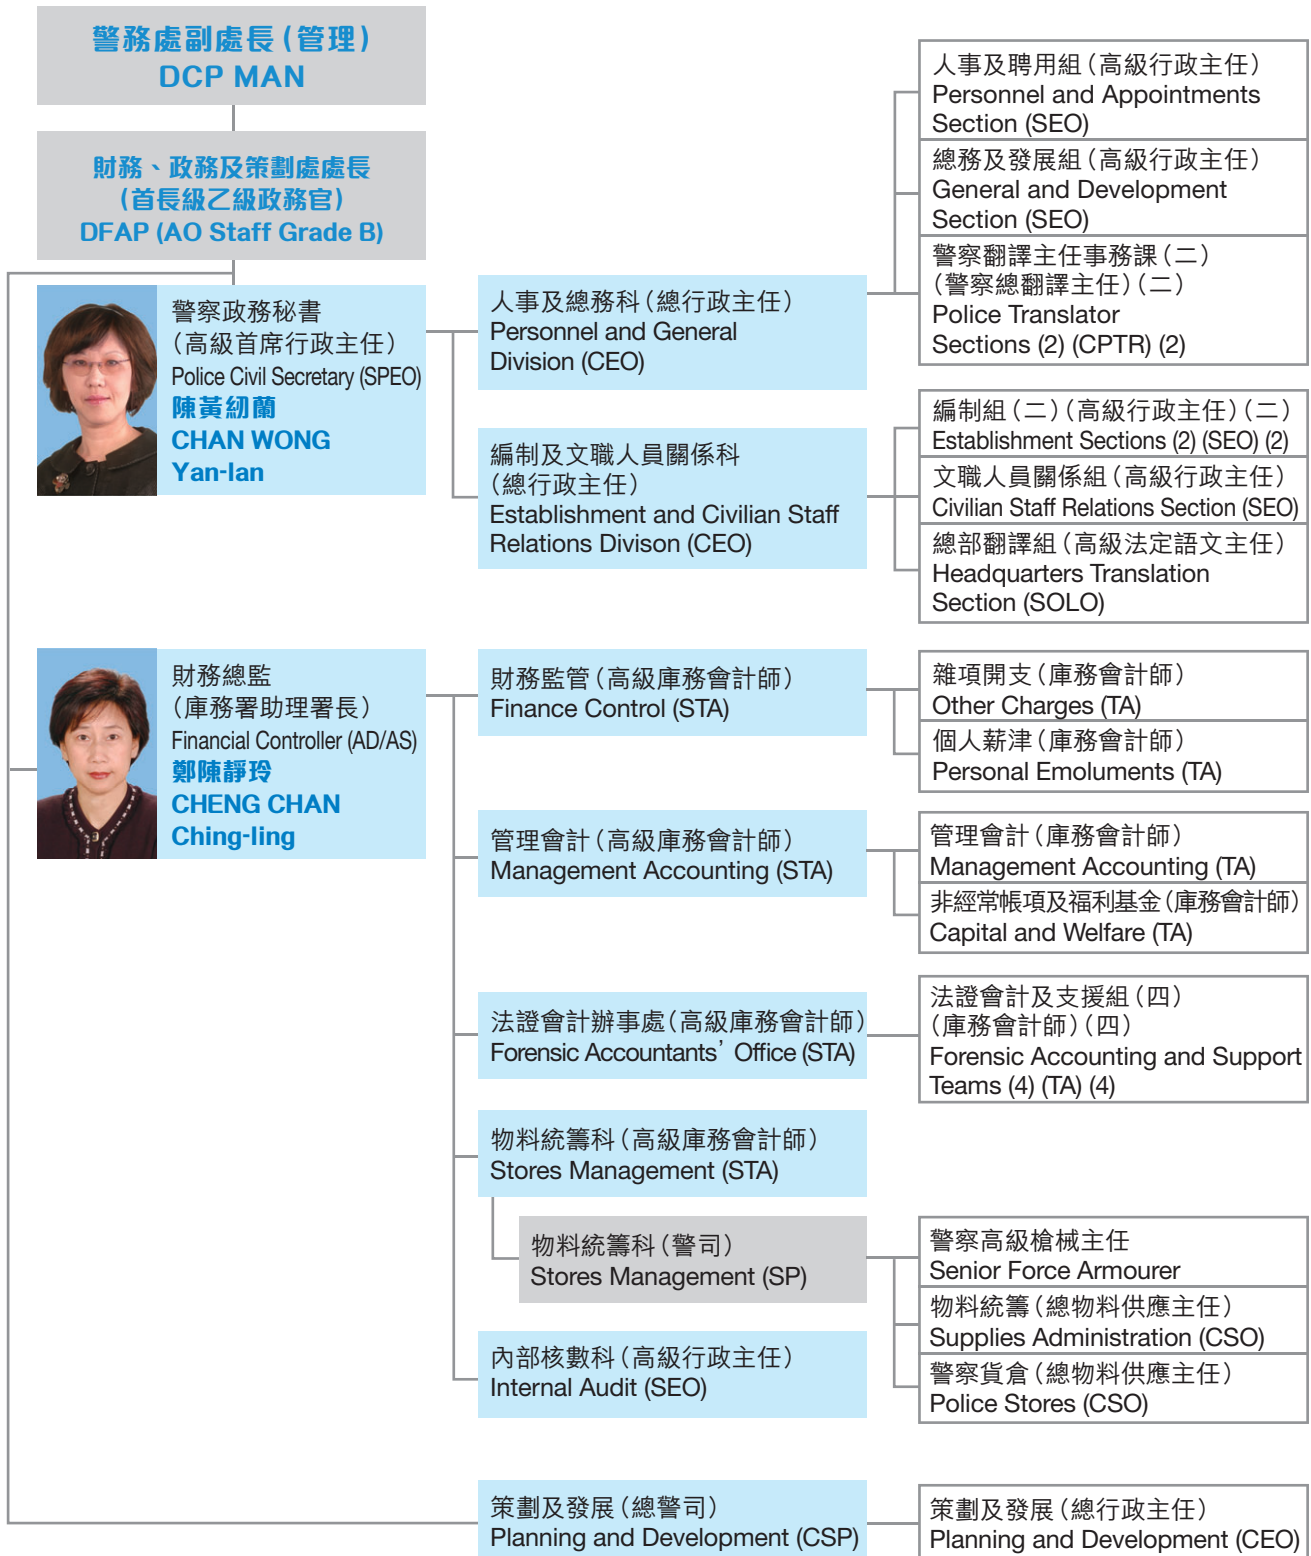 警務處副處長（管理）
DCP MAN
財務、政務及策劃處處長
（首長級乙級政務官）
DFAP (AO Staff Grade B)
警察政務秘書
（高級首席行政主任）
Police Civil Secretary (SPEO)
陳黃紉蘭
CHAN WONG
Yan-lan
人事及總務科（總行政主任）
Personnel and General
Division (CEO)
人事及聘用組（高級行政主任）
Personnel and Appointments
Section (SEO)
總務及發展組（高級行政主任）
General and Development
Section (SEO)
警察翻譯主任事務課（二）
（警察總翻譯主任）（二）
Police Translator
Sections (2) (CPTR) (2)
編制及文職人員關係科
（總行政主任）
Establishment and Civilian Staff
Relations Divison (CEO)
編制組（二）（高級行政主任）（二）
Establishment Sections (2) (SEO) (2)
文職人員關係組（高級行政主任）
Civilian Staff Relations Section (SEO)
總部翻譯組（高級法定語文主任）
Headquarters Translation
Section (SOLO)
財務總監
（庫務署助理署長）
Financial Controller (AD/AS)
鄭陳靜玲
CHENG CHAN
Ching-ling
財務監管（高級庫務會計師）
Finance Control (STA)
雜項開支（庫務會計師）
Other Charges (TA)
個人薪津（庫務會計師）
Personal Emoluments (TA)
管理會計（高級庫務會計師）
Management Accounting (STA)
管理會計（庫務會計師）
Management Accounting (TA)
非經常帳項及福利基金（庫務會計師）
Capital and Welfare (TA)
法證會計辦事處（高級庫務會計師）
Forensic Accountants’ Office (STA)
法證會計及支援組（四）
（庫務會計師）（四）
Forensic Accounting and Support
Teams (4) (TA) (4)
物料統籌科（高級庫務會計師）
Stores Management (STA)
物料統籌科（警司）
Stores Management (SP)
警察高級槍械主任
Senior Force Armourer
物料統籌（總物料供應主任）
Supplies Administration (CSO)
警察貨倉（總物料供應主任）
Police Stores (CSO)
內部核數科（高級行政主任）
Internal Audit (SEO)
策劃及發展（總警司）
Planning and Development (CSP)
策劃及發展（總行政主任）
Planning and Development (CEO)